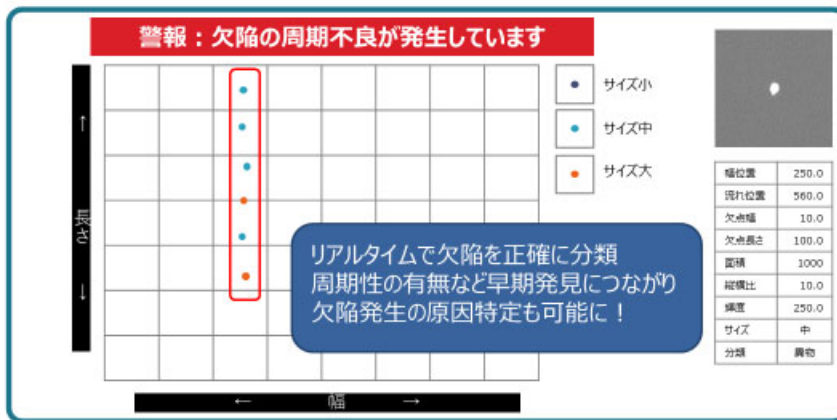 警報：欠陥の周期不良が発生しています
サイズ小
サイズ中
サイズ大
← 長さ →
← 幅 →
リアルタイムで欠陥を正確に分類
周期性の有無など早期発見につながり
欠陥発生の原因特定も可能に！
幅位置 250.0
流れ位置 560.0
欠点幅 10.0
欠点長さ 100.0
面積 1000
縦横比 10.0
輝度 250.0
サイズ 中
分類 異物